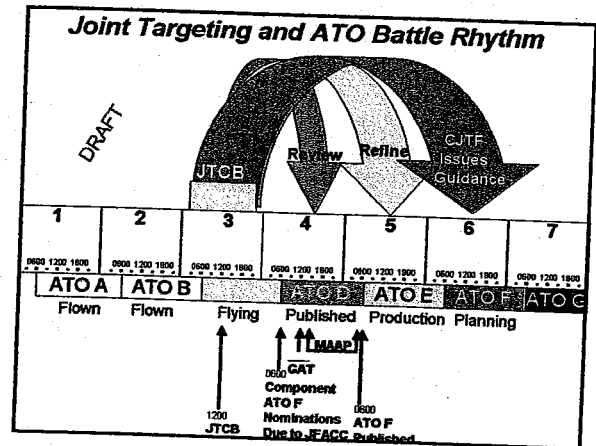 Joint Targeting and ATO Battle Rhythm
DRAFT
JTCB
Review
Refine
CJTF
Issues
Guidance
1 2 3 4 5 6 7
0600 1200 1800 0600 1200 1800 0600 1200 1800 0600 1200 1800 0600 1200 1800 0600 1200 1800 0600 1200 1800
ATO A ATO B ATO D ATO E ATO F ATO G
Flown Flown Flying Published Production Planning
MAAP
GAT
0600
Component
ATO F
Nominations
Due to JFACC
0600
ATO F
Published
1200
JTCB